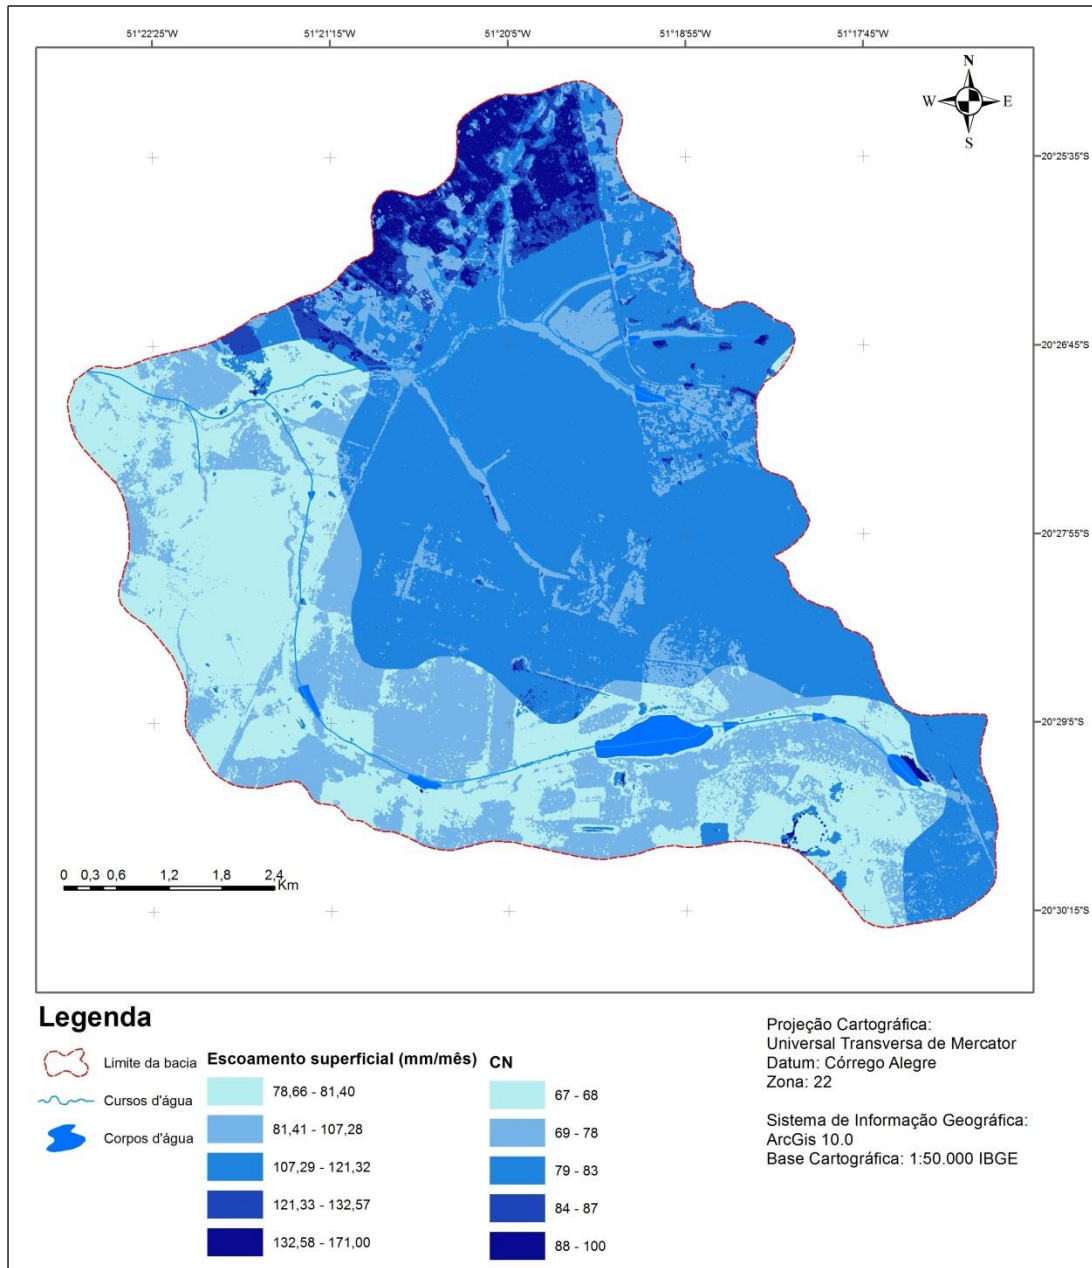 51°22'25"W 51°21'15"W 51°20'5"W 51°18'55"W 51°17'45"W
N
W E
S
20°25'35"S
20°26'45"S
20°27'55"S
20°29'5"S
20°30'15"S
0 0,3 0,6 1,2 1,8 2,4
Km
Legenda
Limite da bacia
Cursos d'água
Corpos d'água
Escoamento superficial (mm/mês)
78,66 - 81,40
81,41 - 107,28
107,29 - 121,32
121,33 - 132,57
132,58 - 171,00
CN
67 - 68
69 - 78
79 - 83
84 - 87
88 - 100
Projeção Cartográfica:
Universal Transversa de Mercator
Datum: Córrego Alegre
Zona: 22
Sistema de Informação Geográfica:
ArcGis 10.0
Base Cartográfica: 1:50.000 IBGE